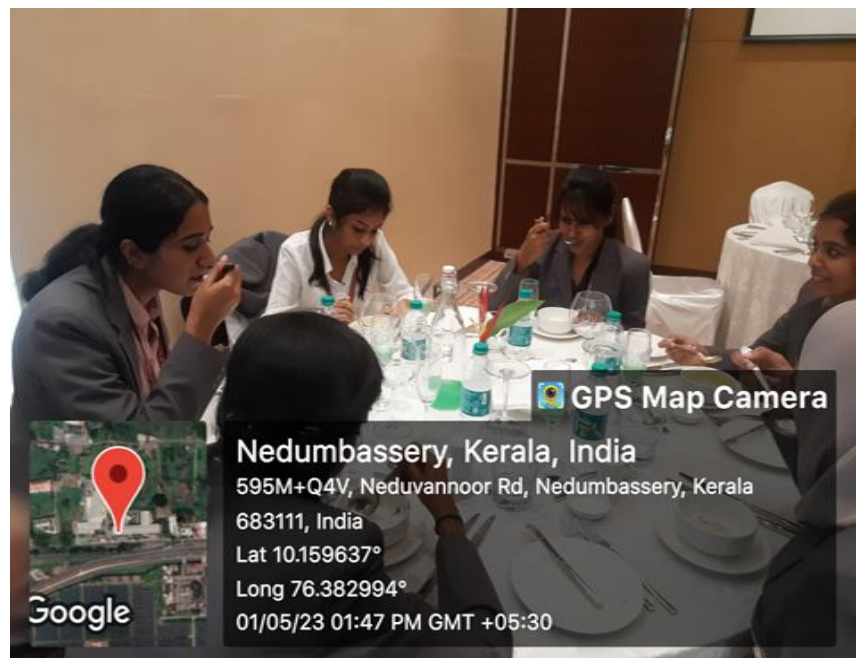 GPS Map Camera
Nedumbassery, Kerala, India
595M+Q4V, Neduvannoor Rd, Nedumbassery, Kerala
683111, India
Lat 10.159637°
Long 76.382994°
01/05/23 01:47 PM GMT +05:30
Google